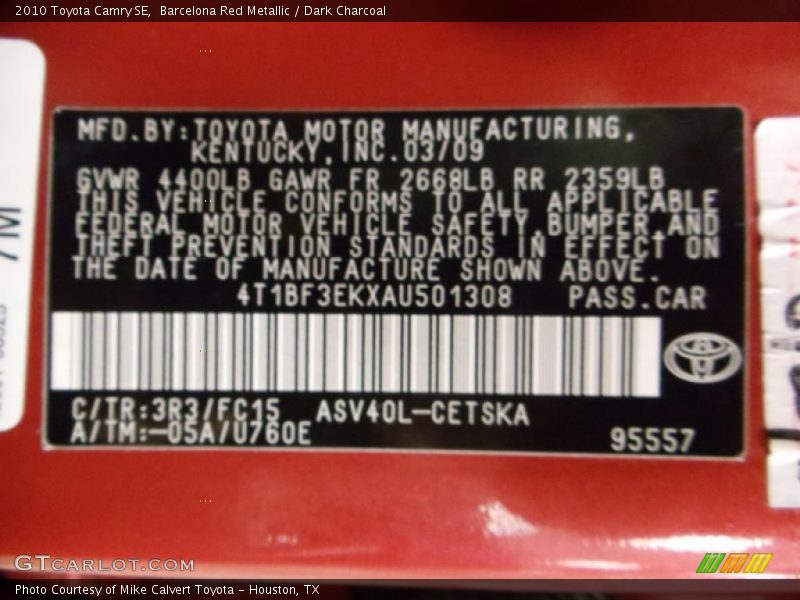 2010 Toyota Camry SE, Barcelona Red Metallic / Dark Charcoal
MFD.BY:TOYOTA MOTOR MANUFACTURING,
KENTUCKY,INC.03/09
GVWR 4400LB GAWR FR 2668LB RR 2359LB
THIS VEHICLE CONFORMS TO ALL APPLICABLE
FEDERAL MOTOR VEHICLE SAFETY,BUMPER,AND
THEFT PREVENTION STANDARDS IN EFFECT ON
THE DATE OF MANUFACTURE SHOWN ABOVE.
4T1BF3EKXAU501308 PASS.CAR
C/TR:3R3/FC15 ASV40L-CETSKA
A/TM:-05A/U760E
95557
7M
GTCARLOT.COM
Photo Courtesy of Mike Calvert Toyota - Houston, TX